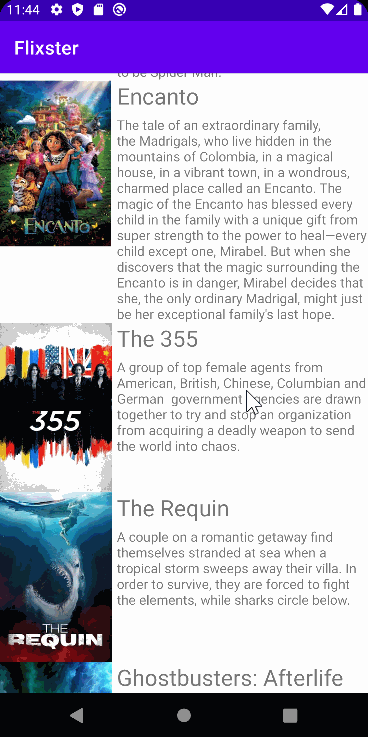 11:44
Flixster
to be Spider-Man.
Encanto
The tale of an extraordinary family,
the Madrigals, who live hidden in the
mountains of Colombia, in a magical
house, in a vibrant town, in a wondrous,
charmed place called an Encanto. The
magic of the Encanto has blessed every
child in the family with a unique gift from
super strength to the power to heal—every
child except one, Mirabel. But when she
discovers that the magic surrounding the
Encanto is in danger, Mirabel decides that
she, the only ordinary Madrigal, might just
be her exceptional family's last hope.
ENCANTO
The 355
A group of top female agents from
American, British, Chinese, Columbian and
German  government agencies are drawn
together to try and stop an organization
from acquiring a deadly weapon to send
the world into chaos.
355
The Requin
A couple on a romantic getaway find
themselves stranded at sea when a
tropical storm sweeps away their villa. In
order to survive, they are forced to fight
the elements, while sharks circle below.
THE
REQUIN
Ghostbusters: Afterlife